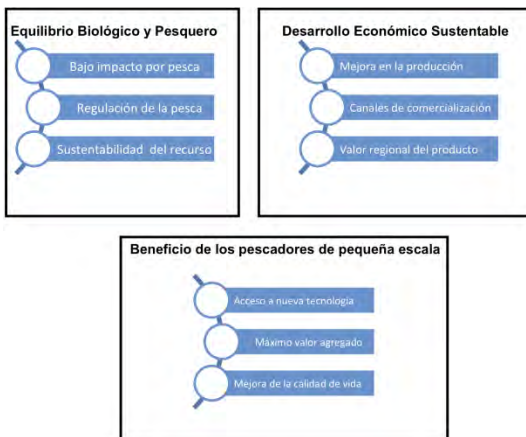 Equilibrio Biológico y Pesquero
Bajo impacto por pesca
Regulación de la pesca
Sustentabilidad del recurso
Desarrollo Económico Sustentable
Mejora en la producción
Canales de comercialización
Valor regional del producto
Beneficio de los pescadores de pequeña escala
Acceso a nueva tecnología
Máximo valor agregado
Mejora de la calidad de vida